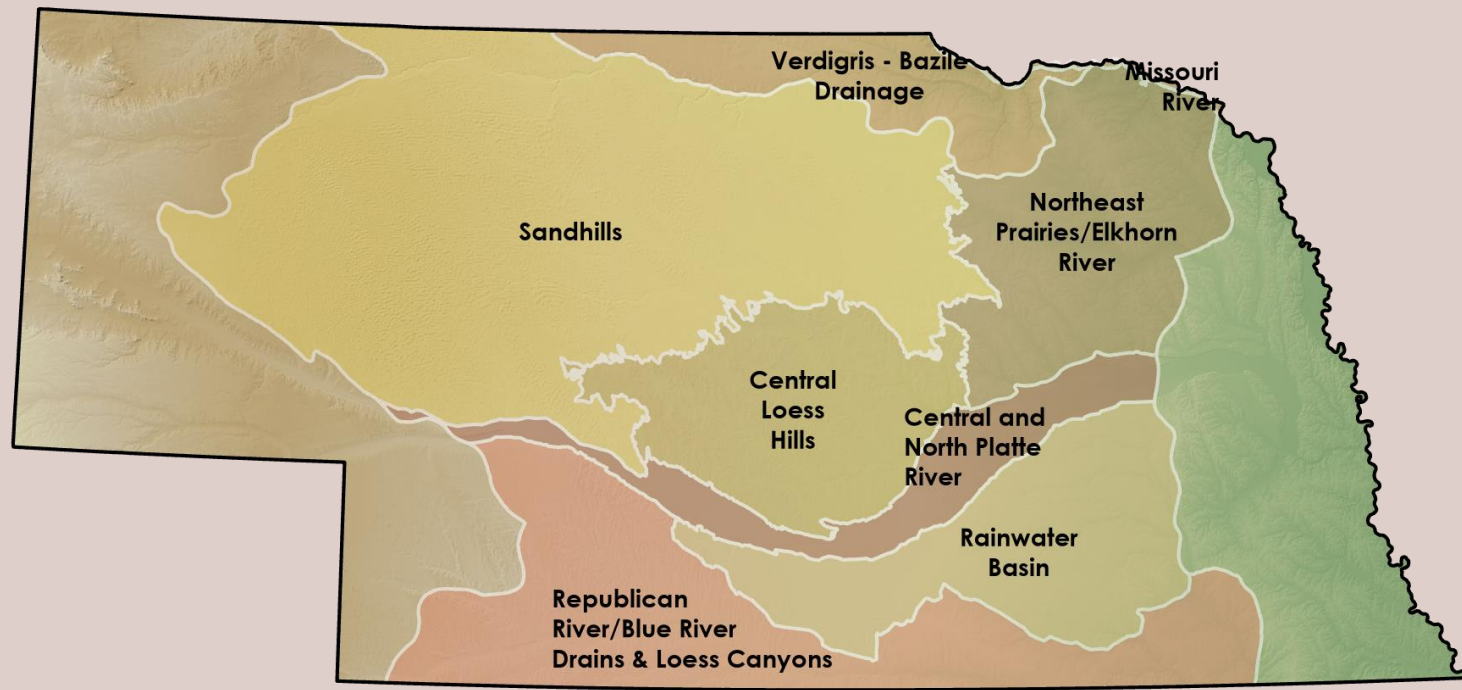 Verdigris - Bazile
Drainage
Missouri
River
Northeast
Prairies/Elkhorn
River
Sandhills
Central
Loess
Hills
Central and
North Platte
River
Rainwater
Basin
Republican
River/Blue River
Drains & Loess Canyons